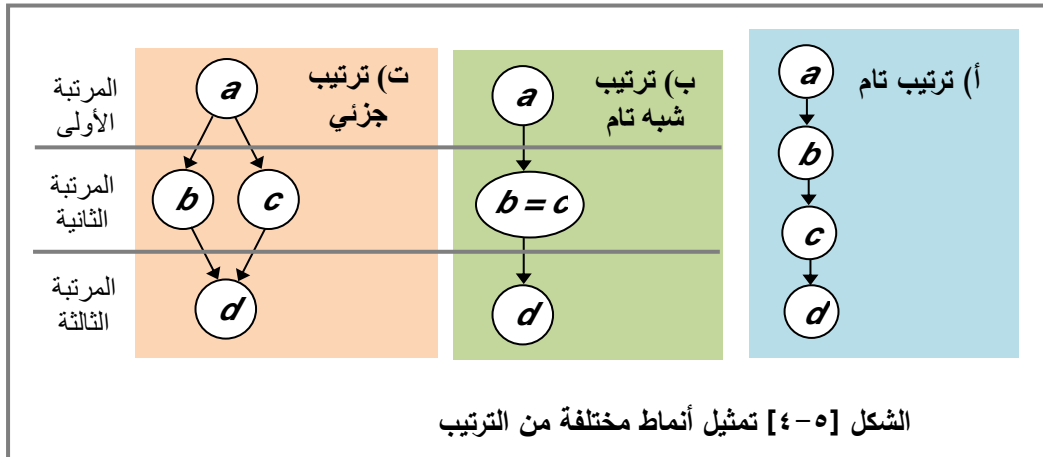 أ) ترتيب تام
a
b
c
d
ب) ترتيب
شبه تام
a
b = c
d
ت) ترتيب
جزئي
a
b
c
d
المرتبة
الأولى
المرتبة
الثانية
المرتبة
الثالثة
الشكل [٥-٤] تمثيل أنماط مختلفة من الترتيب